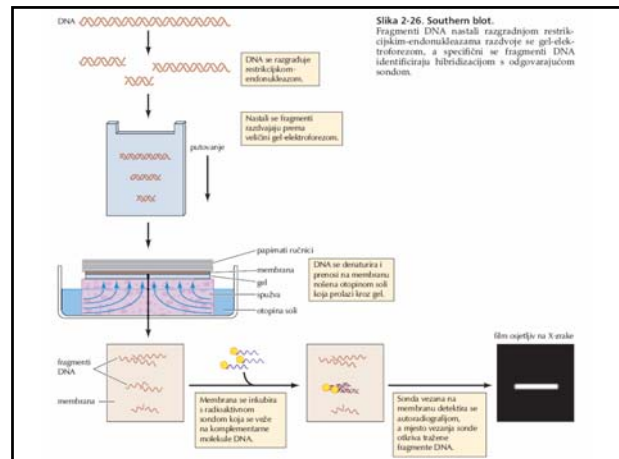 Slika 2-26. Southern blot.
Fragmenti DNA nastali razgradnjom restrik-
cijskim-endonukleazama razdvoje se gel-elek-
troforezom, a specifični se fragmenti DNA
identificiraju hibridizacijom s odgovarajućom
sondom.
DNA
DNA se razgrađuje
restrikcijskom-
endonukleazom.
Nastali se fragmenti
razdvajaju prema
veličini gel-elektroforezom.
putovanje
papirnati ručnici
membrana
gel
spužva
otopina soli
DNA se denaturira i
prenosi na membranu
nošena otopinom soli
koja prolazi kroz gel.
fragmenti
DNA
membrana
Membrana se inkubira
s radioaktivnom
sondom koja se veže
na komplementarne
molekule DNA.
Sonda vezana na
membranu detektira se
autoradiografijom,
a mjesto vezanja sonde
otkriva tražene
fragmente DNA.
film osjetljiv na X-zrake